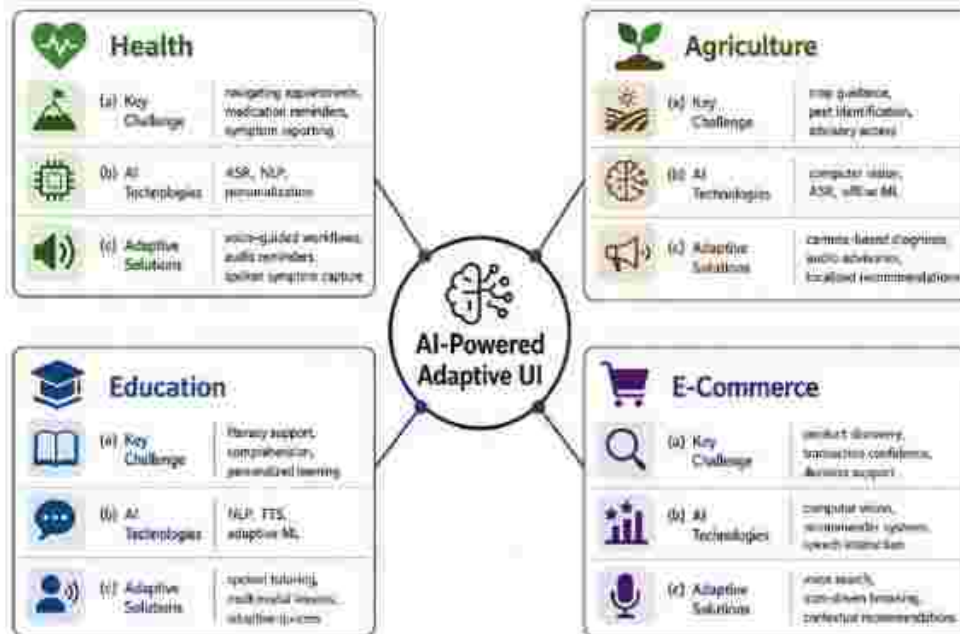 Health
(a) Key
Challenge
navigating appointments,
medication reminders,
symptom reporting
(b) AI
Technologies
ASR, NLP,
personalization
(c) Adaptive
Solutions
voice-guided workflows,
audio reminders,
spoken symptom capture
Agriculture
(a) Key
Challenge
crop guidance,
pest identification,
advisory access
(b) AI
Technologies
computer vision,
ASR, offline ML
(c) Adaptive
Solutions
camera-based diagnosis,
audio advisories,
localized recommendations
AI-Powered
Adaptive UI
Education
(a) Key
Challenge
literacy support,
comprehension,
personalized learning
(b) AI
Technologies
NLP, TTS,
adaptive ML
(c) Adaptive
Solutions
spoken tutoring,
multimodal lessons,
adaptive quizzes
E-Commerce
(a) Key
Challenge
product discovery,
transaction confidence,
decision support
(b) AI
Technologies
computer vision,
recommender systems,
speech interaction
(c) Adaptive
Solutions
voice search,
browsing,
contextual recommendations